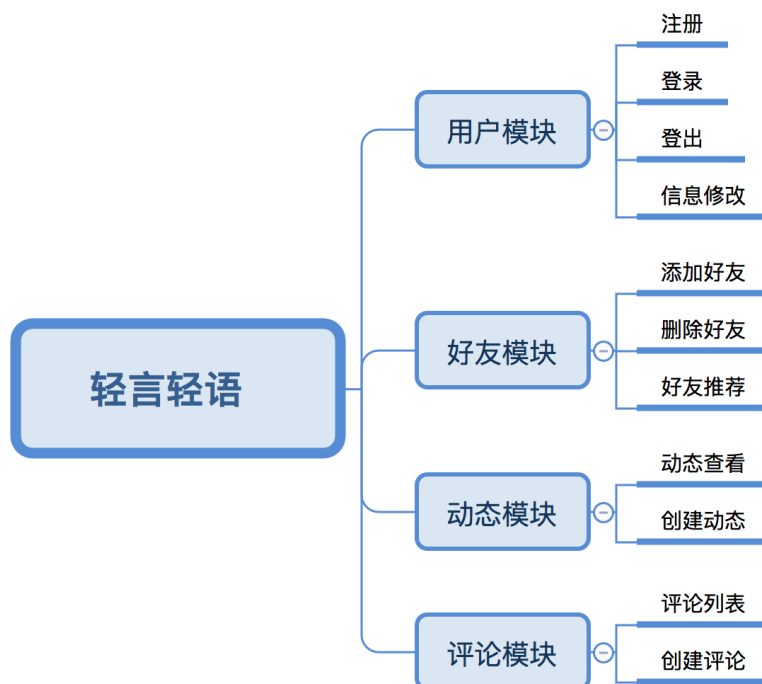 轻言轻语
用户模块
注册
登录
登出
信息修改
好友模块
添加好友
删除好友
好友推荐
动态模块
动态查看
创建动态
评论模块
评论列表
创建评论